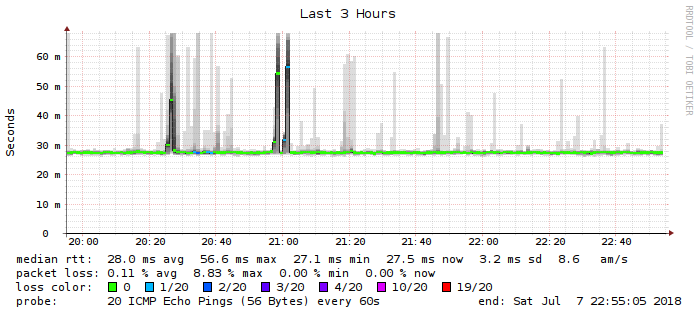 Last 3 Hours
RRDTOOL / TOBI OETIKER
Seconds
60 m
50 m
40 m
30 m
20 m
10 m
0
20:00 20:20 20:40 21:00 21:20 21:40 22:00 22:20 22:40
median rtt: 28.0 ms avg 56.6 ms max 27.1 ms min 27.5 ms now 3.2 ms sd 8.6 am/s
packet loss: 0.11 % avg 8.83 % max 0.00 % min 0.00 % now
loss color: 0 1/20 2/20 3/20 4/20 10/20 19/20
probe: 20 ICMP Echo Pings (56 Bytes) every 60s end: Sat Jul 7 22:55:05 2018